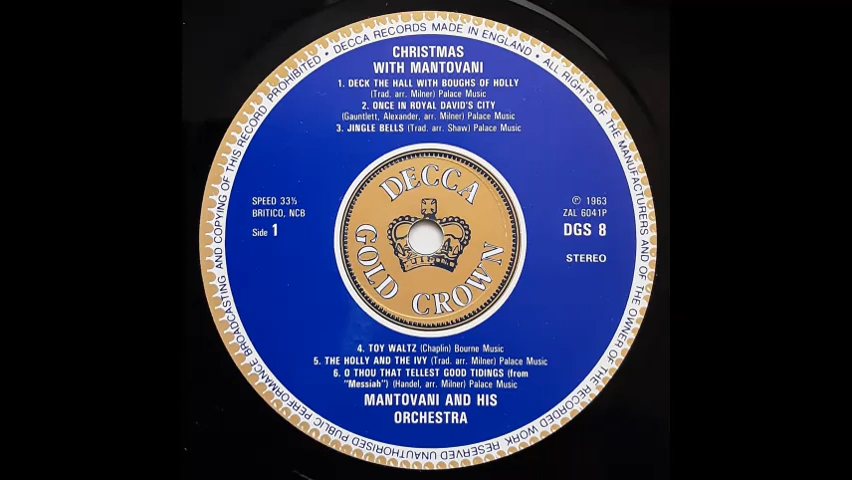 DECCA RECORDS MADE IN ENGLAND • ALL RIGHTS OF THE MANUFACTURERS AND OF THE OWNER OF THE RECORDED WORK RESERVED UNAUTHORISED PUBLIC PERFORMANCE BROADCASTING AND COPYING OF THIS RECORD PROHIBITED •
CHRISTMAS
WITH MANTOVANI
1. DECK THE HALL WITH BOUGHS OF HOLLY
(Trad. arr. Milner) Palace Music
2. ONCE IN ROYAL DAVID'S CITY
(Gauntlett, Alexander, arr. Milner) Palace Music
3. JINGLE BELLS (Trad. arr. Shaw) Palace Music
SPEED 33⅓
BRITICO, NCB
Side 1
DECCA
GOLD CROWN
℗ 1963
ZAL 6041P
DGS 8
STEREO
4. TOY WALTZ (Chaplin) Bourne Music
5. THE HOLLY AND THE IVY (Trad. arr. Milner) Palace Music
6. O THOU THAT TELLEST GOOD TIDINGS (from
"Messiah") (Handel, arr. Milner) Palace Music
MANTOVANI AND HIS
ORCHESTRA